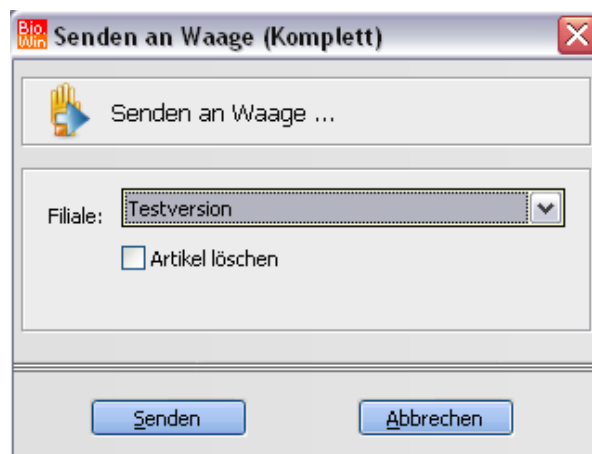 Bio.
Win
Senden an Waage (Komplett)
Senden an Waage ...
Filiale:
Testversion
Artikel löschen
Senden
Abbrechen